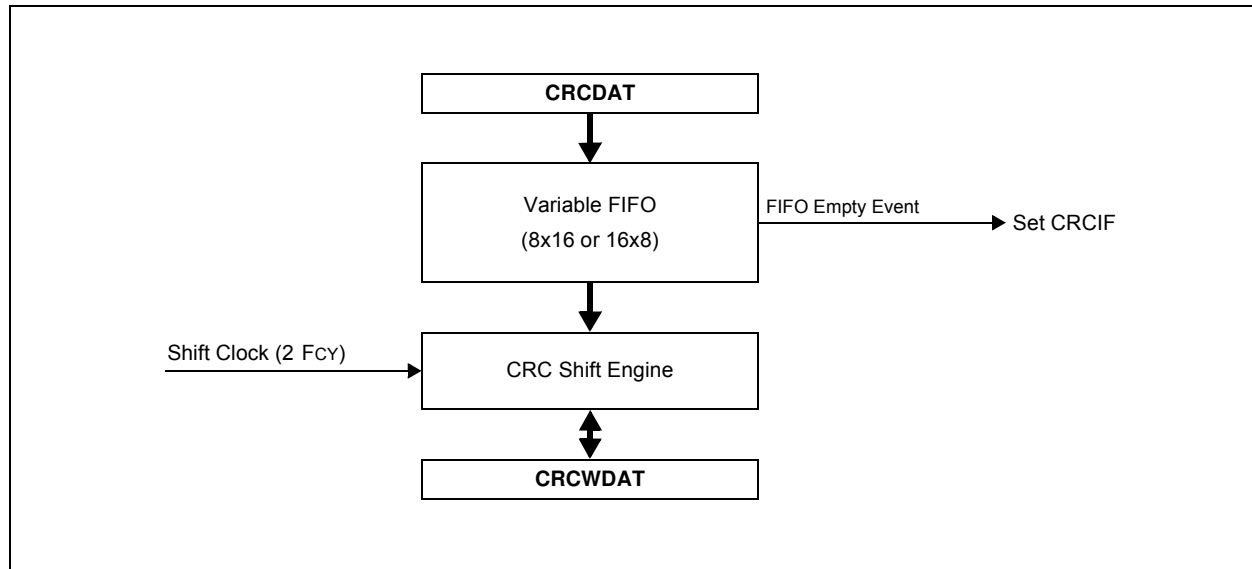 CRCDAT
Variable FIFO
(8x16 or 16x8)
FIFO Empty Event
Set CRCIF
Shift Clock (2 FCY)
CRC Shift Engine
CRCWDAT